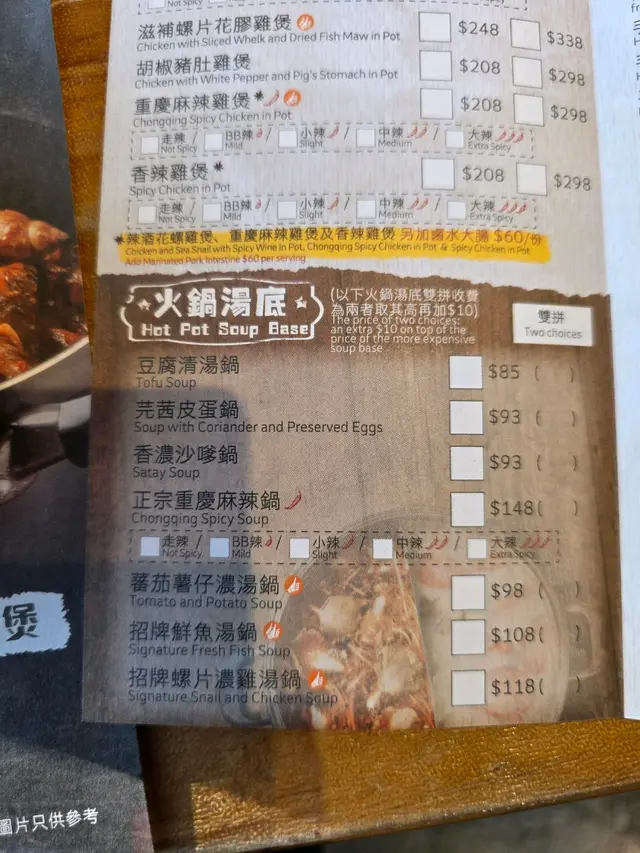 Not Spicy
Mild
滋補螺片花膠雞煲
$248
$338
Chicken with Sliced Whelk and Dried Fish Maw in Pot
胡椒豬肚雞煲
$208
$298
Chicken with White Pepper and Pig's Stomach in Pot
重慶麻辣雞煲*
$208
$298
Chongqing Spicy Chicken in Pot
走辣 / BB辣 / 小辣 / 中辣 / 大辣
Not Spicy Mild Slight Medium Extra Spicy
香辣雞煲*
$208
$298
Spicy Chicken in Pot
走辣 / BB辣 / 小辣 / 中辣 / 大辣
Not Spicy Mild Slight Medium Extra Spicy
*辣酒花螺雞煲、重慶麻辣雞煲及香辣雞煲 另加鹵水大腸 $60/份
Chicken and Sea Snail with Spicy Wine in Pot, Chongqing Spicy Chicken in Pot & Spicy Chicken in Pot
Add Marinated Pork Intestine $60 per serving
火鍋湯底
Hot Pot Soup Base
(以下火鍋湯底雙拼收費
為兩者取其高再加$10)
The price of two choices:
an extra $10 on top of the
price of the more expensive
soup base
雙拼
Two choices
豆腐清湯鍋
$85 ( )
Tofu Soup
芫茜皮蛋鍋
$93 ( )
Soup with Coriander and Preserved Eggs
香濃沙嗲鍋
$93 ( )
Satay Soup
正宗重慶麻辣鍋
$148( )
Chongqing Spicy Soup
走辣 / BB辣 / 小辣 / 中辣 / 大辣
Not Spicy Mild Slight Medium Extra Spicy
蕃茄薯仔濃湯鍋
$98 ( )
Tomato and Potato Soup
招牌鮮魚湯鍋
$108( )
Signature Fresh Fish Soup
招牌螺片濃雞湯鍋
$118( )
Signature Snail and Chicken Soup
煲
圖片只供參考